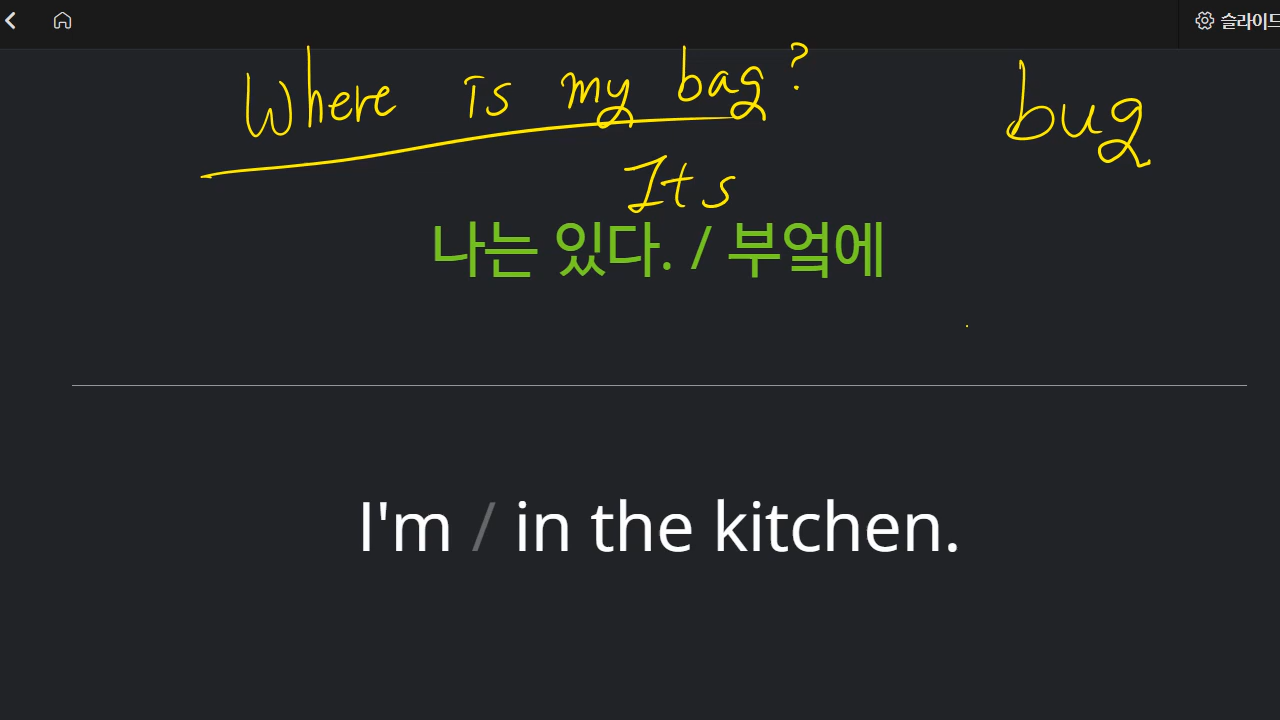 슬라이드
Where is my bag? bug
Its
나는 있다. / 부엌에
I'm / in the kitchen.